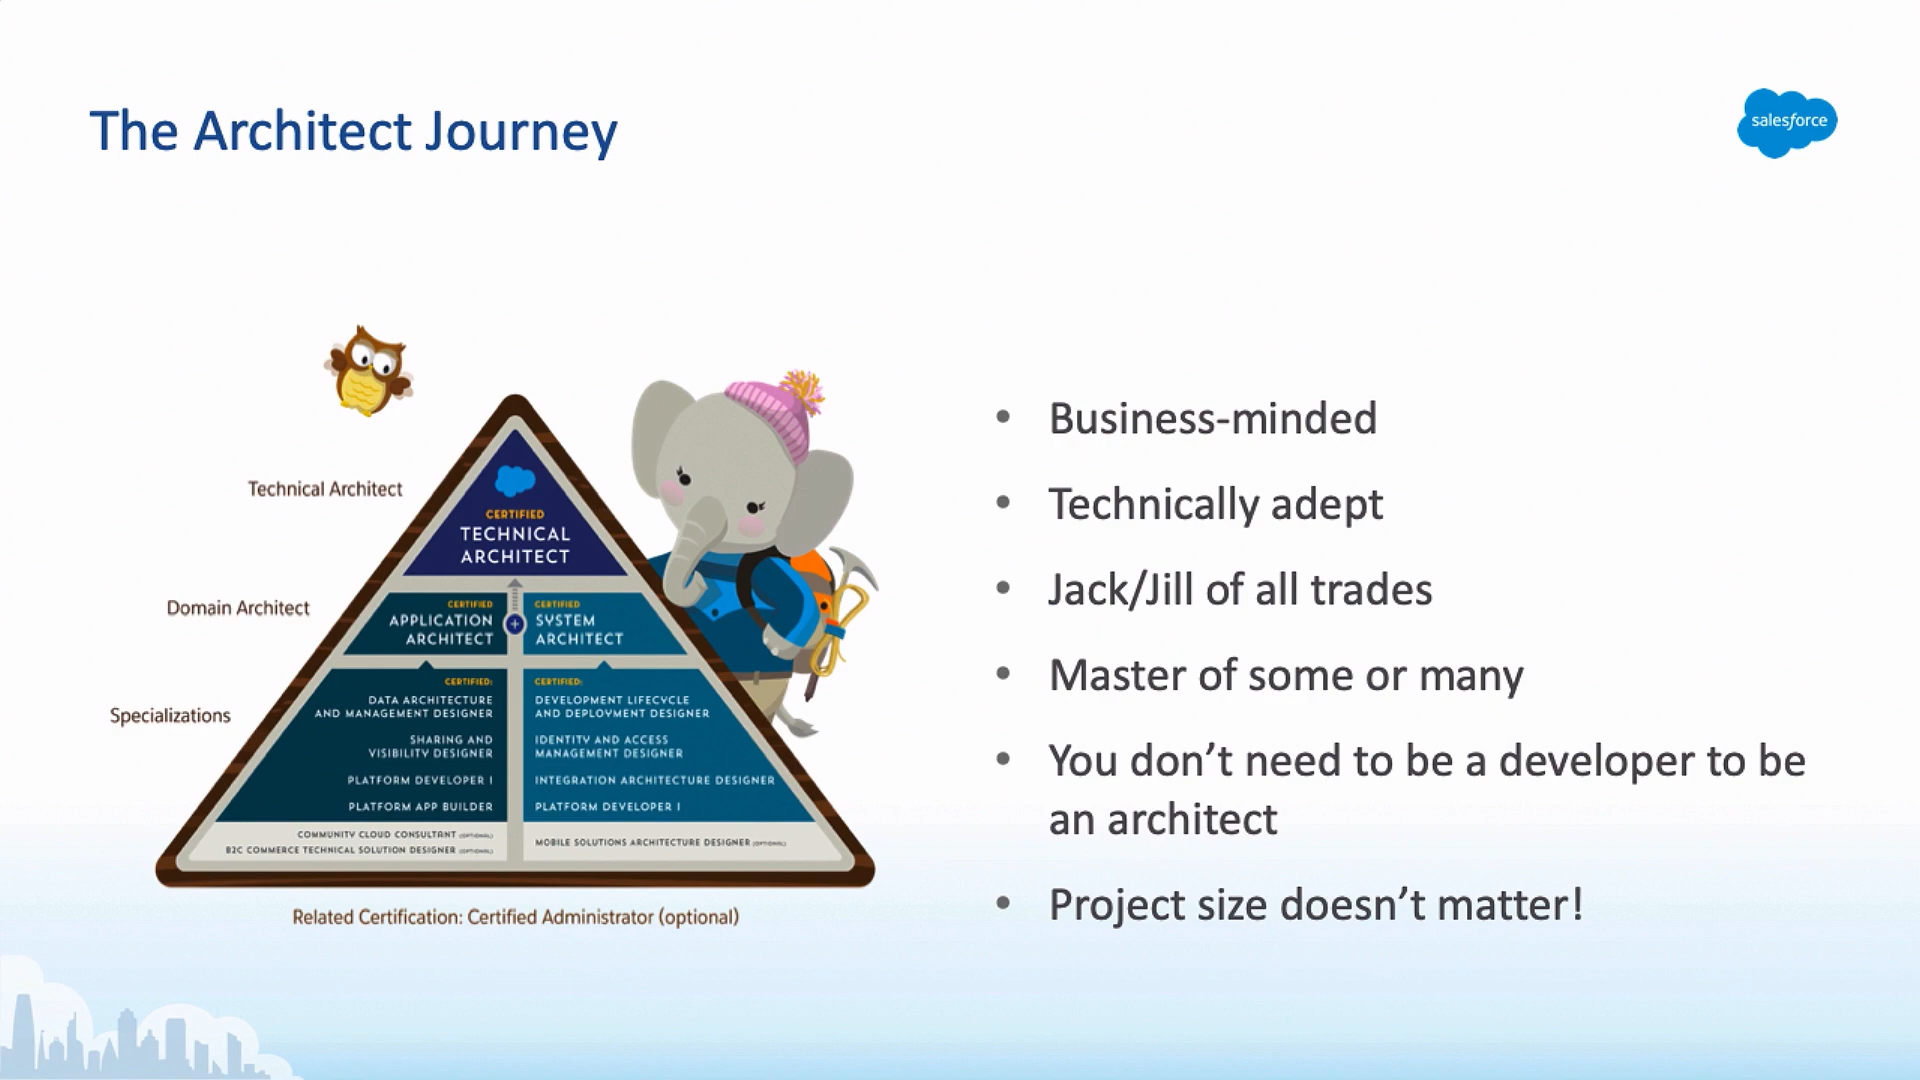 The Architect Journey
salesforce
Technical Architect
CERTIFIED
TECHNICAL
ARCHITECT
Domain Architect
CERTIFIED
APPLICATION
ARCHITECT
+
CERTIFIED
SYSTEM
ARCHITECT
Specializations
CERTIFIED:
DATA ARCHITECTURE
AND MANAGEMENT DESIGNER
SHARING AND
VISIBILITY DESIGNER
PLATFORM DEVELOPER I
PLATFORM APP BUILDER
COMMUNITY CLOUD CONSULTANT (OPTIONAL)
B2C COMMERCE TECHNICAL SOLUTION DESIGNER (OPTIONAL)
CERTIFIED:
DEVELOPMENT LIFECYCLE
AND DEPLOYMENT DESIGNER
IDENTITY AND ACCESS
MANAGEMENT DESIGNER
INTEGRATION ARCHITECTURE DESIGNER
PLATFORM DEVELOPER I
MOBILE SOLUTIONS ARCHITECTURE DESIGNER (OPTIONAL)
Related Certification: Certified Administrator (optional)
• Business-minded
• Technically adept
• Jack/Jill of all trades
• Master of some or many
• You don’t need to be a developer to be
an architect
• Project size doesn’t matter!